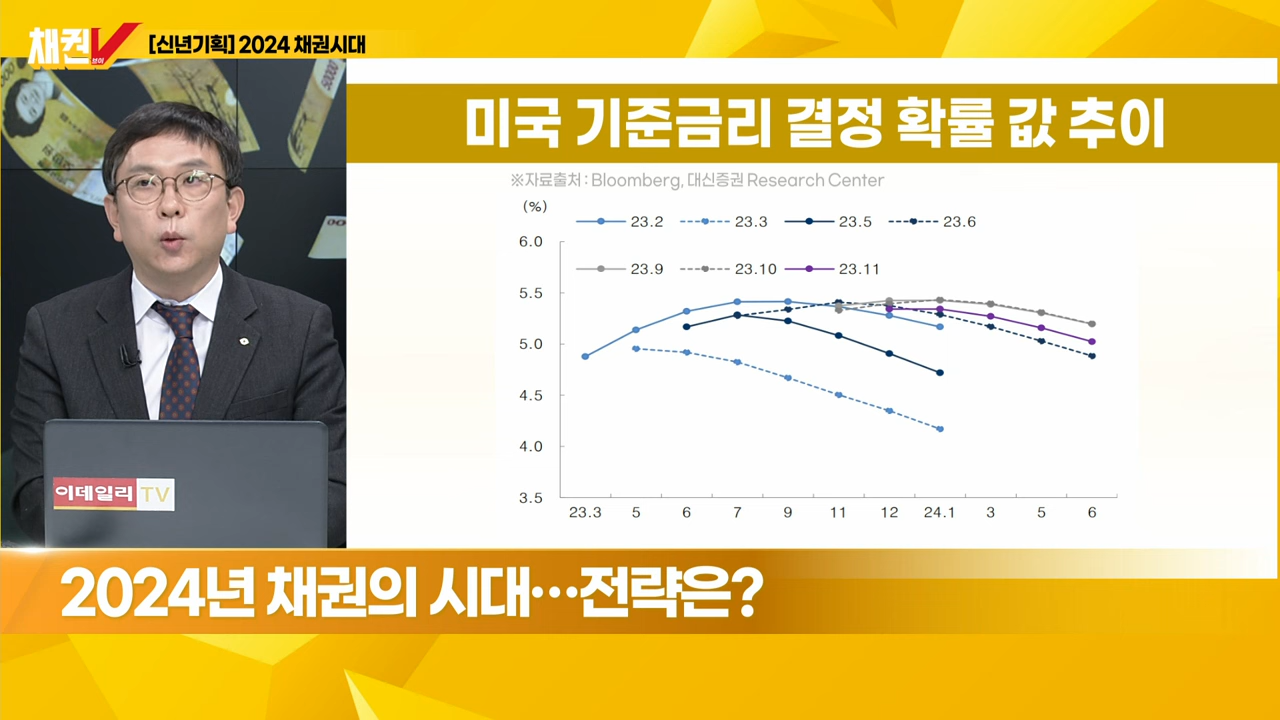 채권V
브이
[신년기획] 2024 채권시대
미국 기준금리 결정 확률 값 추이
※자료출처 : Bloomberg, 대신증권 Research Center
(%)
23.2 23.3 23.5 23.6
23.9 23.10 23.11
6.0
5.5
5.0
4.5
4.0
3.5
23.3 5 6 7 9 11 12 24.1 3 5 6
50000
이데일리 TV
2024년 채권의 시대…전략은?